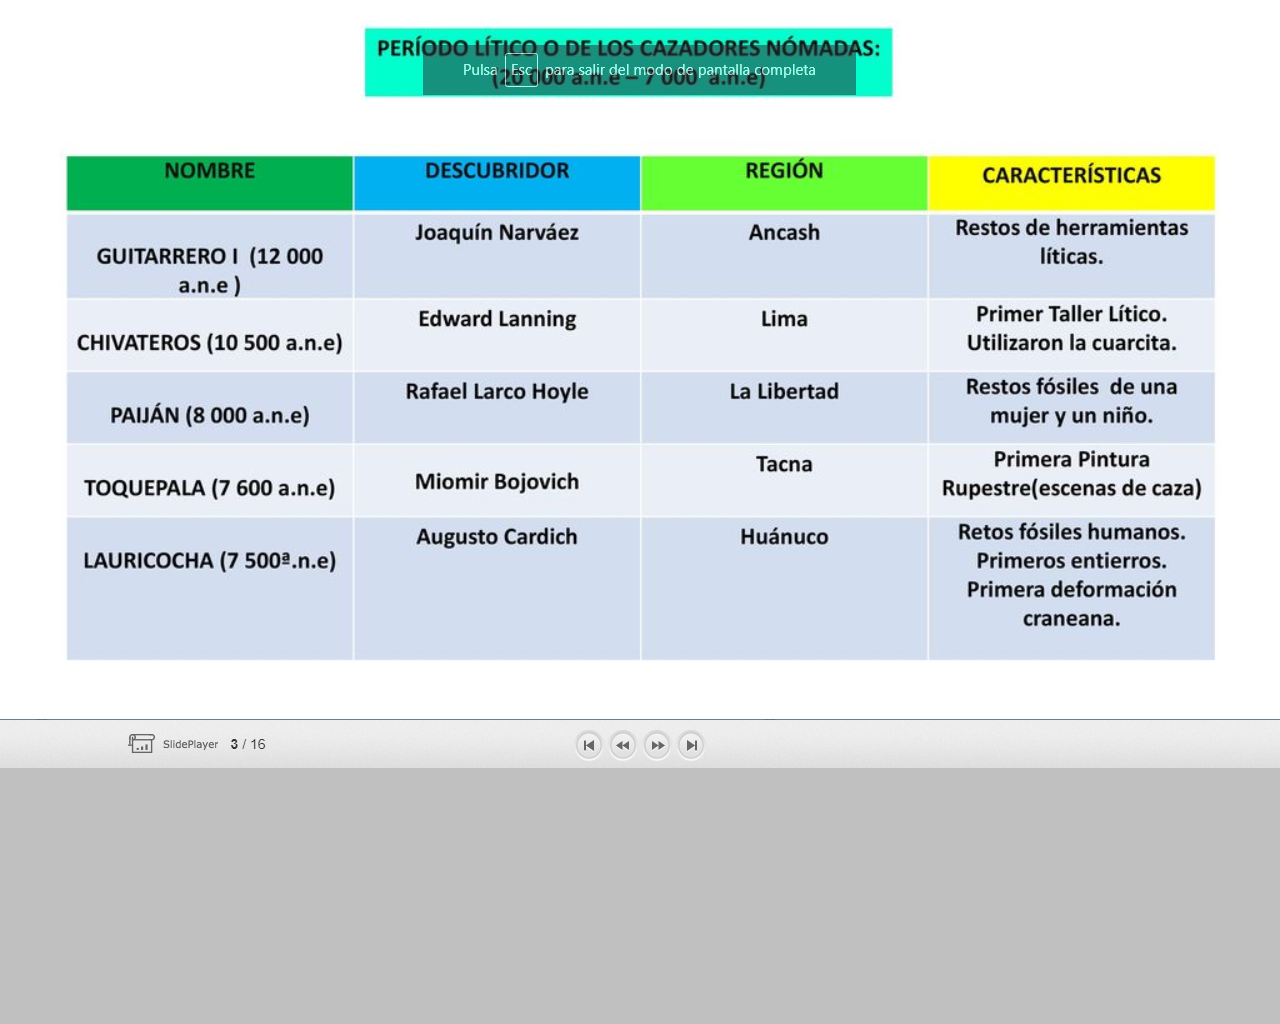 PERÍODO LÍTICO O DE LOS CAZADORES NÓMADAS:
(20 000 a.n.e – 7 000 a.n.e)
Pulsa Esc para salir del modo de pantalla completa
NOMBRE DESCUBRIDOR REGIÓN CARACTERÍSTICAS
GUITARRERO I (12 000
a.n.e )
Joaquín Narváez
Ancash
Restos de herramientas
líticas.
CHIVATEROS (10 500 a.n.e)
Edward Lanning
Lima
Primer Taller Lítico.
Utilizaron la cuarcita.
PAIJÁN (8 000 a.n.e)
Rafael Larco Hoyle
La Libertad
Restos fósiles de una
mujer y un niño.
TOQUEPALA (7 600 a.n.e)
Miomir Bojovich
Tacna
Primera Pintura
Rupestre(escenas de caza)
LAURICOCHA (7 500ª.n.e)
Augusto Cardich
Huánuco
Retos fósiles humanos.
Primeros entierros.
Primera deformación
craneana.
SlidePlayer 3 / 16